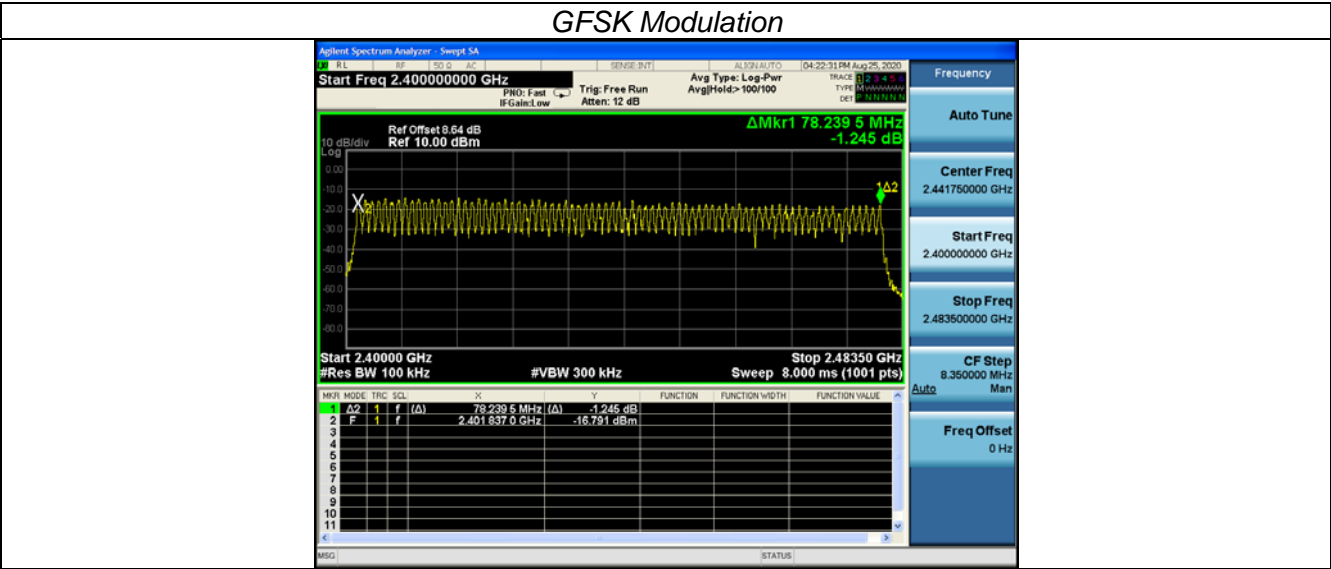 GFSK Modulation
Agilent Spectrum Analyzer - Swept SA
RL RF 50 Ω AC SENSE:INT ALIGNAUTO 04:22:31 PM Aug 25, 2020
Start Freq 2.400000000 GHz
PNO: Fast
IFGain:Low
Trig: Free Run
Atten: 12 dB
Avg Type: Log-Pwr
Avg|Hold:> 100/100
TRACE 1 2 3 4 5 6
TYPE M
DET P N N N N N
ΔMkr1 78.239 5 MHz
-1.245 dB
Ref Offset 8.64 dB
10 dB/div Ref 10.00 dBm
Log
0.00
-10.0
-20.0
-30.0
-40.0
-50.0
-60.0
-70.0
-80.0
X2
1Δ2
Start 2.40000 GHz Stop 2.48350 GHz
#Res BW 100 kHz #VBW 300 kHz Sweep 8.000 ms (1001 pts)
MKR MODE TRC SCL X Y FUNCTION FUNCTION WIDTH FUNCTION VALUE
1 Δ2 1 f (Δ) 78.239 5 MHz (Δ) -1.245 dB
2 F 1 f 2.401 837 0 GHz -16.791 dBm
3
4
5
6
7
8
9
10
11
MSG STATUS
Frequency
Auto Tune
Center Freq
2.441750000 GHz
Start Freq
2.400000000 GHz
Stop Freq
2.483500000 GHz
CF Step
8.350000 MHz
Auto Man
Freq Offset
0 Hz